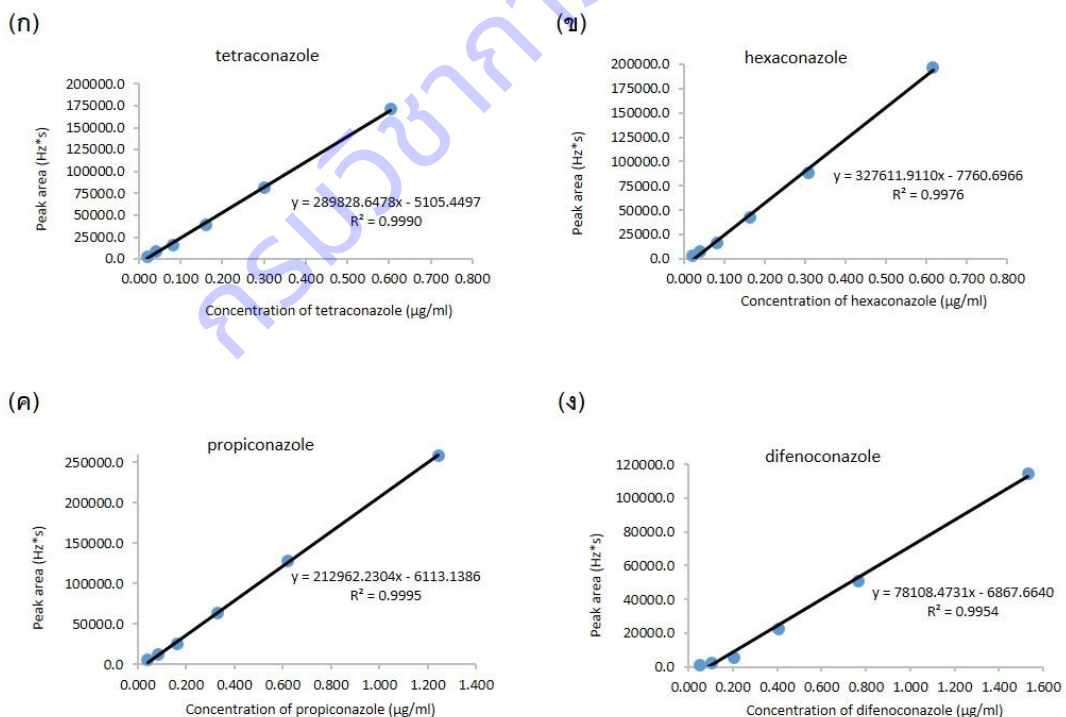 (ก)
tetraconazole
200000.0
175000.0
150000.0
125000.0
100000.0
75000.0
50000.0
25000.0
0.0
Peak area (Hz*s)
y = 289828.6478x - 5105.4497
R² = 0.9990
0.000 0.100 0.200 0.300 0.400 0.500 0.600 0.700 0.800
Concentration of tetraconazole (µg/ml)
(ข)
hexaconazole
200000.0
175000.0
150000.0
125000.0
100000.0
75000.0
50000.0
25000.0
0.0
Peak area (Hz*s)
y = 327611.9110x - 7760.6966
R² = 0.9976
0.000 0.100 0.200 0.300 0.400 0.500 0.600 0.700 0.800
Concentration of hexaconazole (µg/ml)
(ค)
propiconazole
250000.0
200000.0
150000.0
100000.0
50000.0
0.0
Peak area (Hz*s)
y = 212962.2304x - 6113.1386
R² = 0.9995
0.000 0.200 0.400 0.600 0.800 1.000 1.200 1.400
Concentration of propiconazole (µg/ml)
(ง)
difenoconazole
120000.0
100000.0
80000.0
60000.0
40000.0
20000.0
0.0
Peak area (Hz*s)
y = 78108.4731x - 6867.6640
R² = 0.9954
0.000 0.200 0.400 0.600 0.800 1.000 1.200 1.400 1.600
Concentration of difenoconazole (µg/ml)
กรมวิชาการ